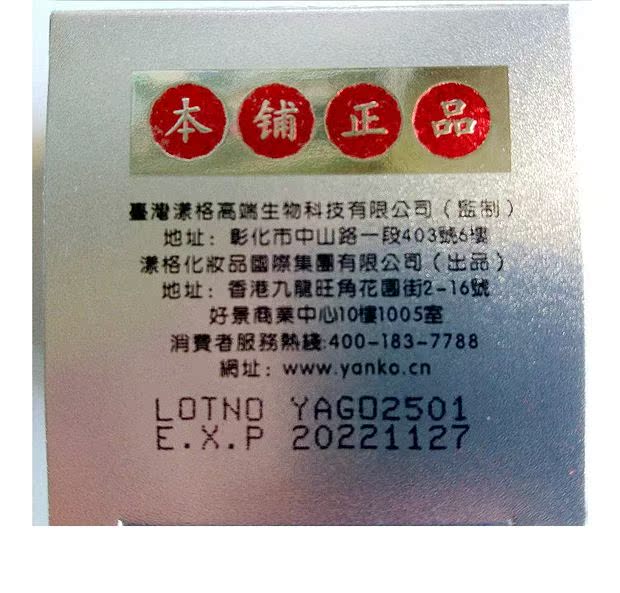 本铺正品
臺灣漾格高端生物科技有限公司（監制）
地址：彰化市中山路一段403號6樓
漾格化妝品國際集團有限公司（出品）
地址：香港九龍旺角花園街2-16號
好景商業中心10樓1005室
消費者服務熱綫:400-183-7788
網址：www.yanko.cn
LOTNO YAGO2501
E.X.P 20221127